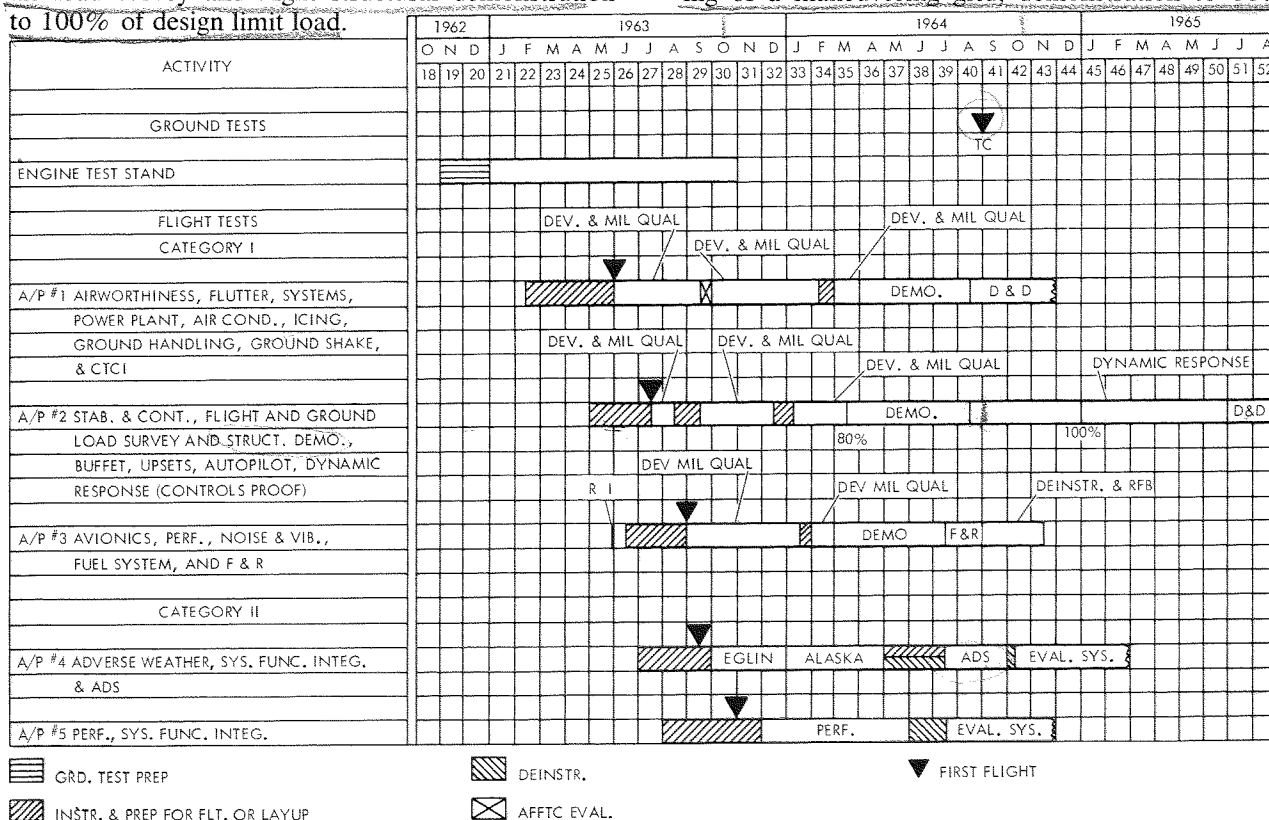 to 100% of design limit load.
1962 1963 1964 1965
ACTIVITY
O N D J F M A M J J A S O N D J F M A M J J A S O N D J F M A M J J A
18 19 20 21 22 23 24 25 26 27 28 29 30 31 32 33 34 35 36 37 38 39 40 41 42 43 44 45 46 47 48 49 50 51 52
GROUND TESTS
TC
ENGINE TEST STAND
FLIGHT TESTS
DEV. & MIL QUAL
DEV. & MIL QUAL
CATEGORY I
DEV. & MIL QUAL
A/P #1 AIRWORTHINESS, FLUTTER, SYSTEMS,
DEMO. D & D
POWER PLANT, AIR COND., ICING,
GROUND HANDLING, GROUND SHAKE,
DEV. & MIL QUAL DEV. & MIL QUAL
& CTCI
DEV. & MIL QUAL DYNAMIC RESPONSE
A/P #2 STAB. & CONT., FLIGHT AND GROUND
DEMO. D&D
LOAD SURVEY AND STRUCT. DEMO.,
80% 100%
BUFFET, UPSETS, AUTOPILOT, DYNAMIC
DEV MIL QUAL
RESPONSE (CONTROLS PROOF)
R I DEV MIL QUAL DEINSTR. & RFB
A/P #3 AVIONICS, PERF., NOISE & VIB.,
DEMO F&R
FUEL SYSTEM, AND F & R
CATEGORY II
A/P #4 ADVERSE WEATHER, SYS. FUNC. INTEG.
EGLIN ALASKA ADS EVAL. SYS.
& ADS
A/P #5 PERF., SYS. FUNC. INTEG.
PERF. EVAL. SYS.
GRD. TEST PREP DEINSTR. FIRST FLIGHT
INSTR. & PREP FOR FLT. OR LAYUP AFFTC EVAL.